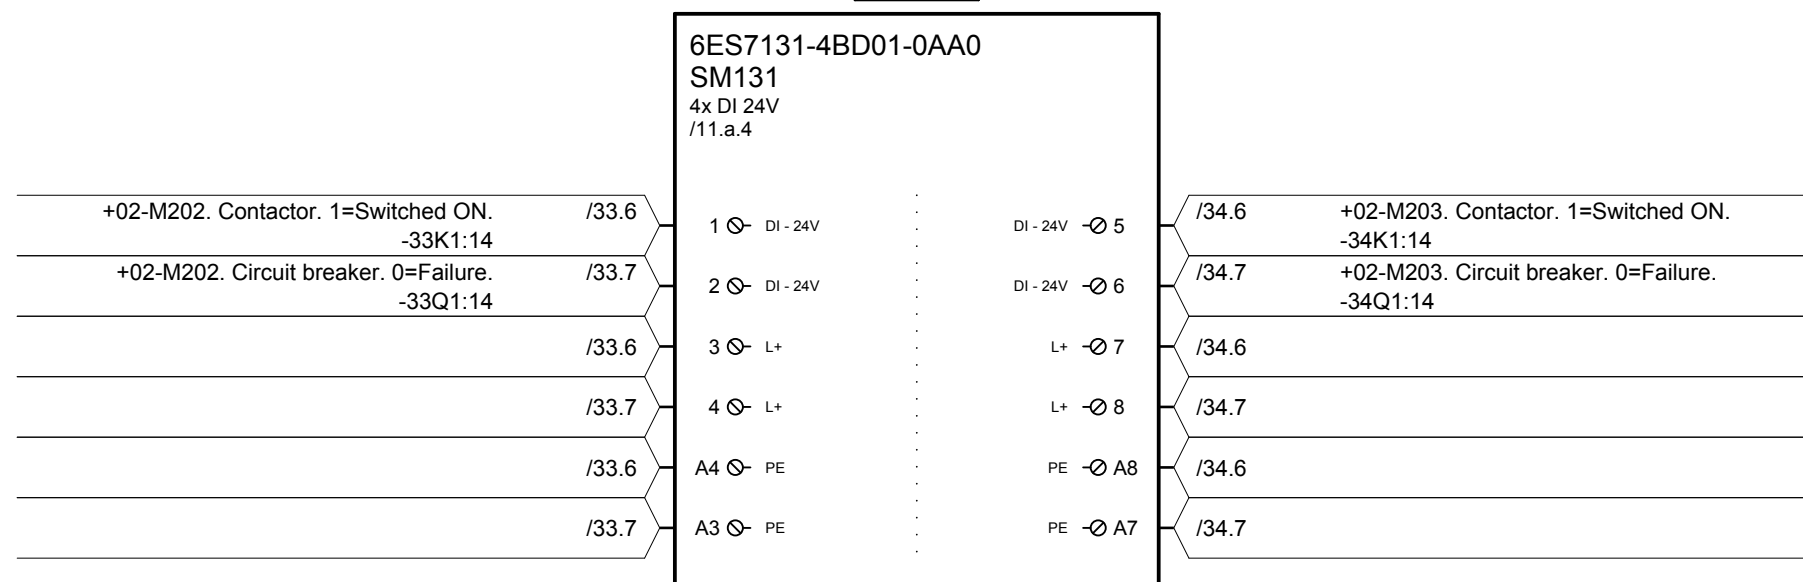 6ES7131-4BD01-0AA0
SM131
4x DI 24V
/11.a.4
+02-M202. Contactor. 1=Switched ON. /33.6 1 DI - 24V DI - 24V 5 /34.6 +02-M203. Contactor. 1=Switched ON.
-33K1:14 -34K1:14
+02-M202. Circuit breaker. 0=Failure. /33.7 2 DI - 24V DI - 24V 6 /34.7 +02-M203. Circuit breaker. 0=Failure.
-33Q1:14 -34Q1:14
/33.6 3 L+ L+ 7 /34.6
/33.7 4 L+ L+ 8 /34.7
/33.6 A4 PE PE A8 /34.6
/33.7 A3 PE PE A7 /34.7